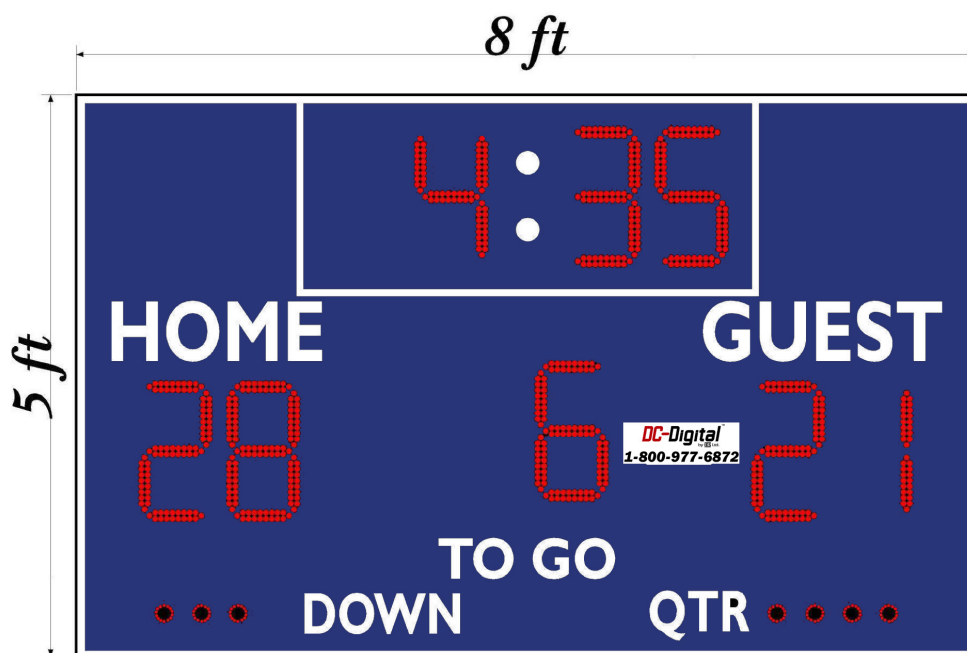 8 ft
4:35
5 ft
HOME
GUEST
28
6
21
DC-Digital
1-800-977-6872
TO GO
DOWN
QTR